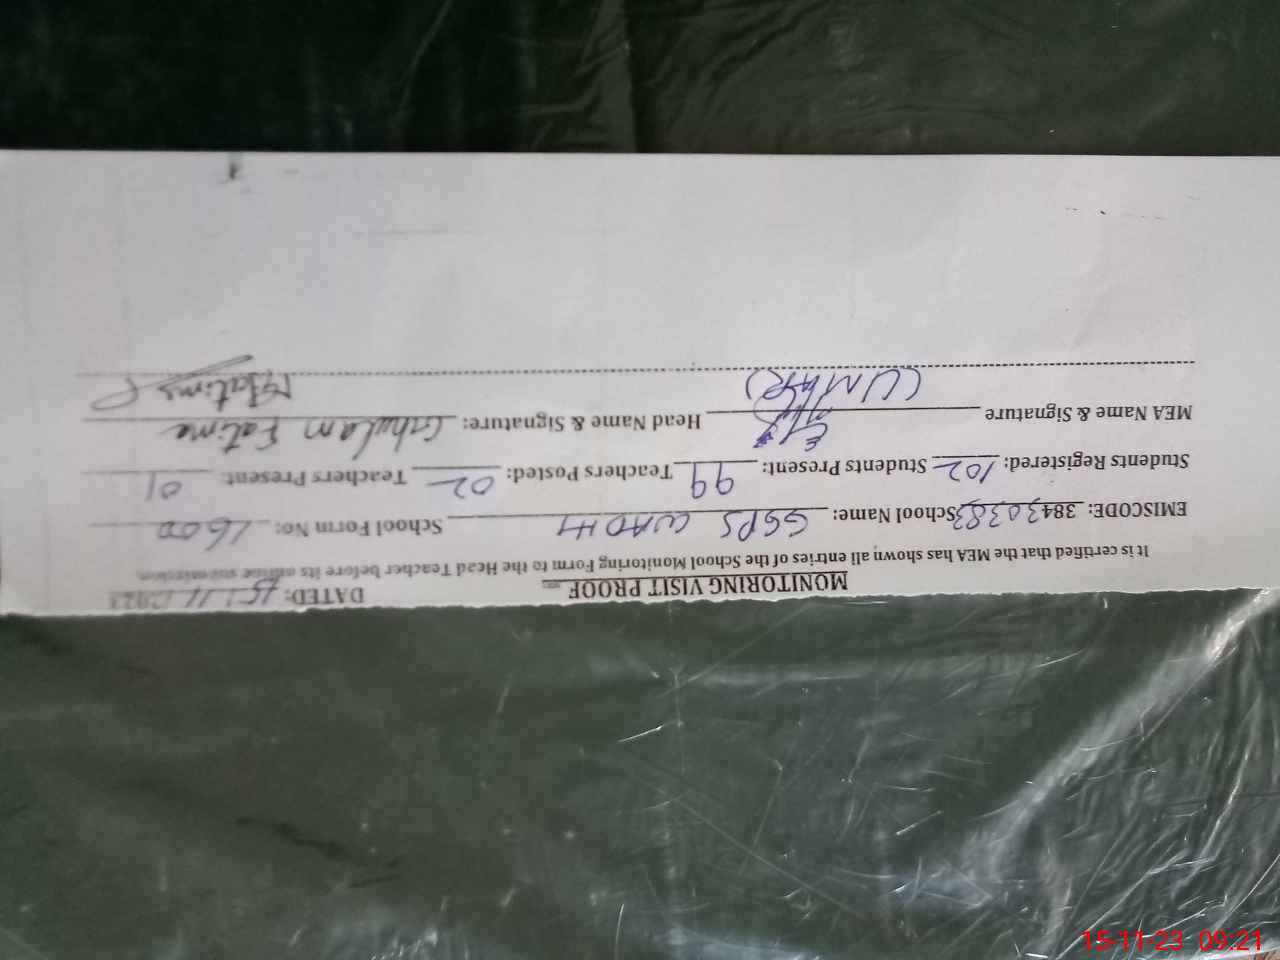 MONITORING VISIT PROOF
DATED: 15.11.2023
It is certified that the MEA has shown all entries of the School Monitoring Form to the Head Teacher before its online submission.
EMISCODE: 38430383 School Name: GGPS WADHI School Form No: 1600
Students Registered: 102 Students Present: 99 Teachers Posted: 02 Teachers Present: 01
MEA Name & Signature Head Name & Signature: Ghulam Fatima
(UMAR) Fatima
15-11-23 09:21